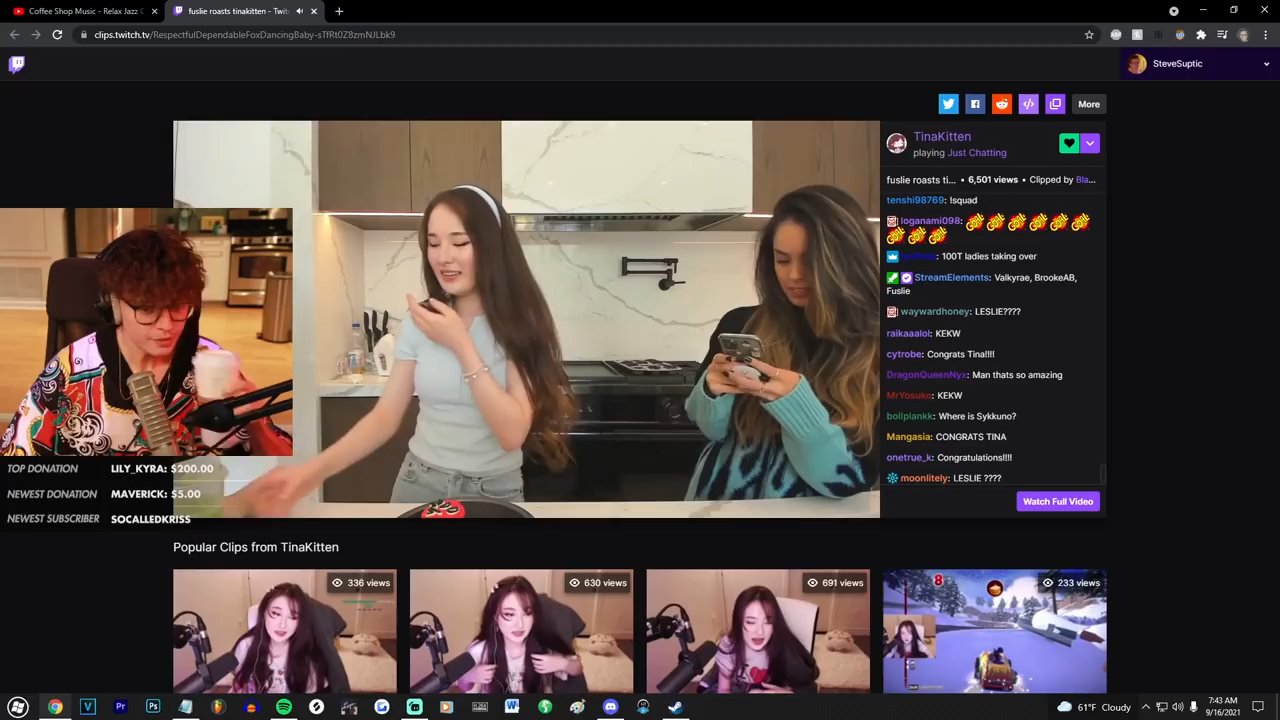 Coffee Shop Music - Relax Jazz C
fuslie roasts tinakitten - Twit
clips.twitch.tv/RespectfulDependableFoxDancingBaby-sTfRt0Z8zmNJLbk9
SteveSuptic
More
TinaKitten
playing Just Chatting
fuslie roasts ti... • 6,501 views • Clipped by Bla...
tenshi98769: !squad
loganami098:
100T ladies taking over
StreamElements: Valkyrae, BrookeAB,
Fuslie
waywardhoney: LESLIE????
raikaaalol: KEKW
cytrobe: Congrats Tina!!!!
DragonQueenNyx: Man thats so amazing
MrYosuko: KEKW
bollplankk: Where is Sykkuno?
Mangasia: CONGRATS TINA
onetrue_k: Congratulations!!!!
moonlitely: LESLIE ????
Watch Full Video
TOP DONATION LILY_KYRA: $200.00
NEWEST DONATION MAVERICK: $5.00
NEWEST SUBSCRIBER SOCALLEDKRISS
Popular Clips from TinaKitten
336 views
630 views
691 views
233 views
8
61°F Cloudy
7:43 AM
9/16/2021